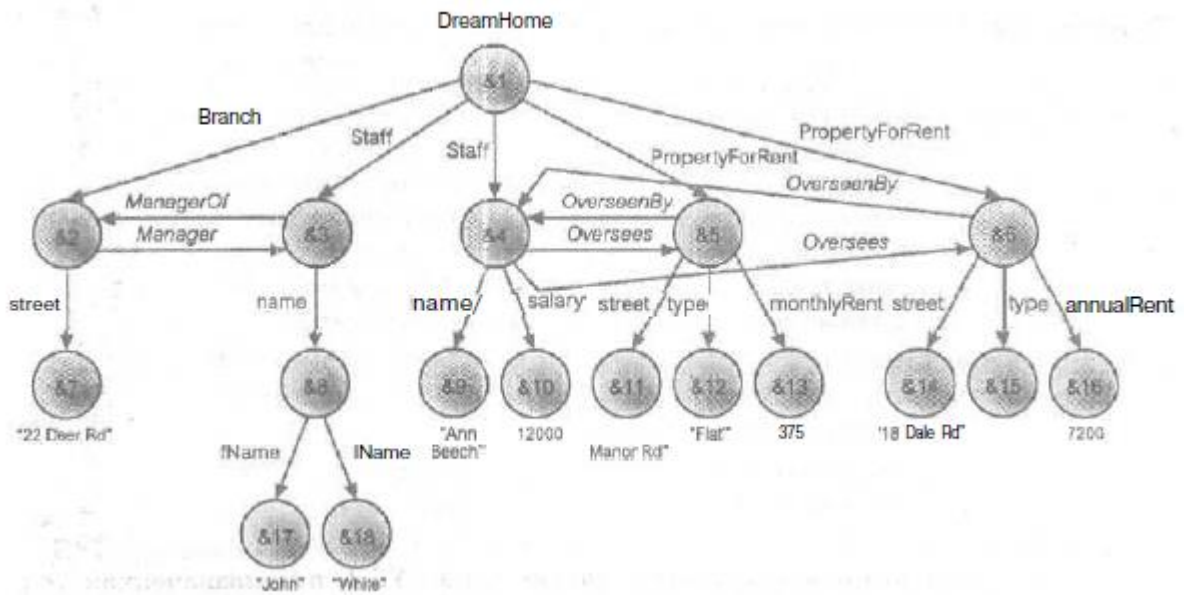 DreamHome
&1
Branch
Staff
Staff
PropertyForRent
PropertyForRent
OverseenBy
ManagerOf
OverseenBy
&2
&3
&4
&5
&6
Manager
Oversees
Oversees
street
name
name
salary
street
type
monthlyRent
street
type
annualRent
&7
&8
&9
&10
&11
&12
&13
&14
&15
&16
"22 Deer Rd"
"Ann
Beech"
12000
Manor Rd"
"Flat"
375
"18 Dale Rd"
7200
fName
lName
&17
&18
"John"
"White"